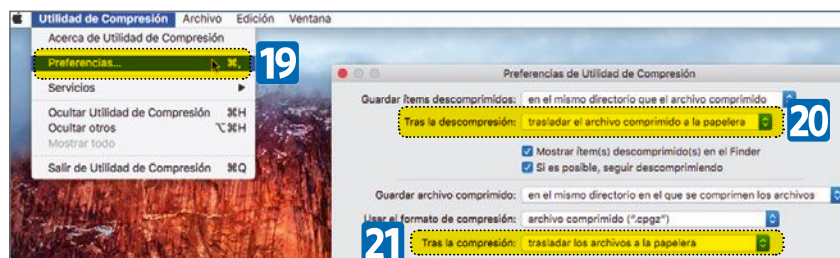 Utilidad de Compresión Archivo Edición Ventana
Acerca de Utilidad de Compresión
Preferencias... ⌘,
19
Servicios
Ocultar Utilidad de Compresión ⌘H
Ocultar otros ⌥⌘H
Mostrar todo
Salir de Utilidad de Compresión ⌘Q
Preferencias de Utilidad de Compresión
Guardar ítems descomprimidos: en el mismo directorio que el archivo comprimido
Tras la descompresión: trasladar el archivo comprimido a la papelera
20
Mostrar ítem(s) descomprimido(s) en el Finder
Si es posible, seguir descomprimiendo
Guardar archivo comprimido: en el mismo directorio en el que se comprimen los archivos
Usar el formato de compresión: archivo comprimido (".cpgz")
21
Tras la compresión: trasladar los archivos a la papelera